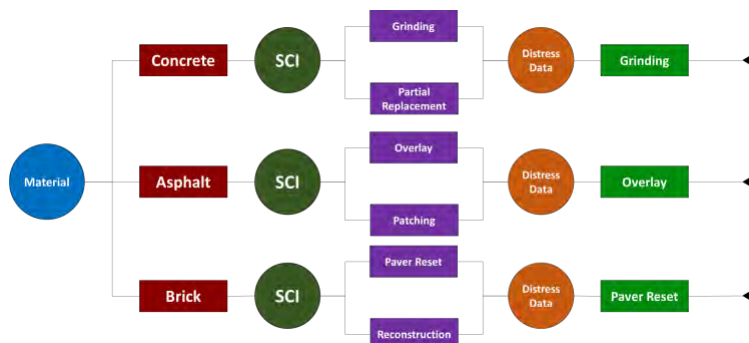 Material
Concrete
SCI
Grinding
Partial
Replacement
Distress
Data
Grinding
Asphalt
SCI
Overlay
Patching
Distress
Data
Overlay
Brick
SCI
Paver Reset
Reconstruction
Distress
Data
Paver Reset